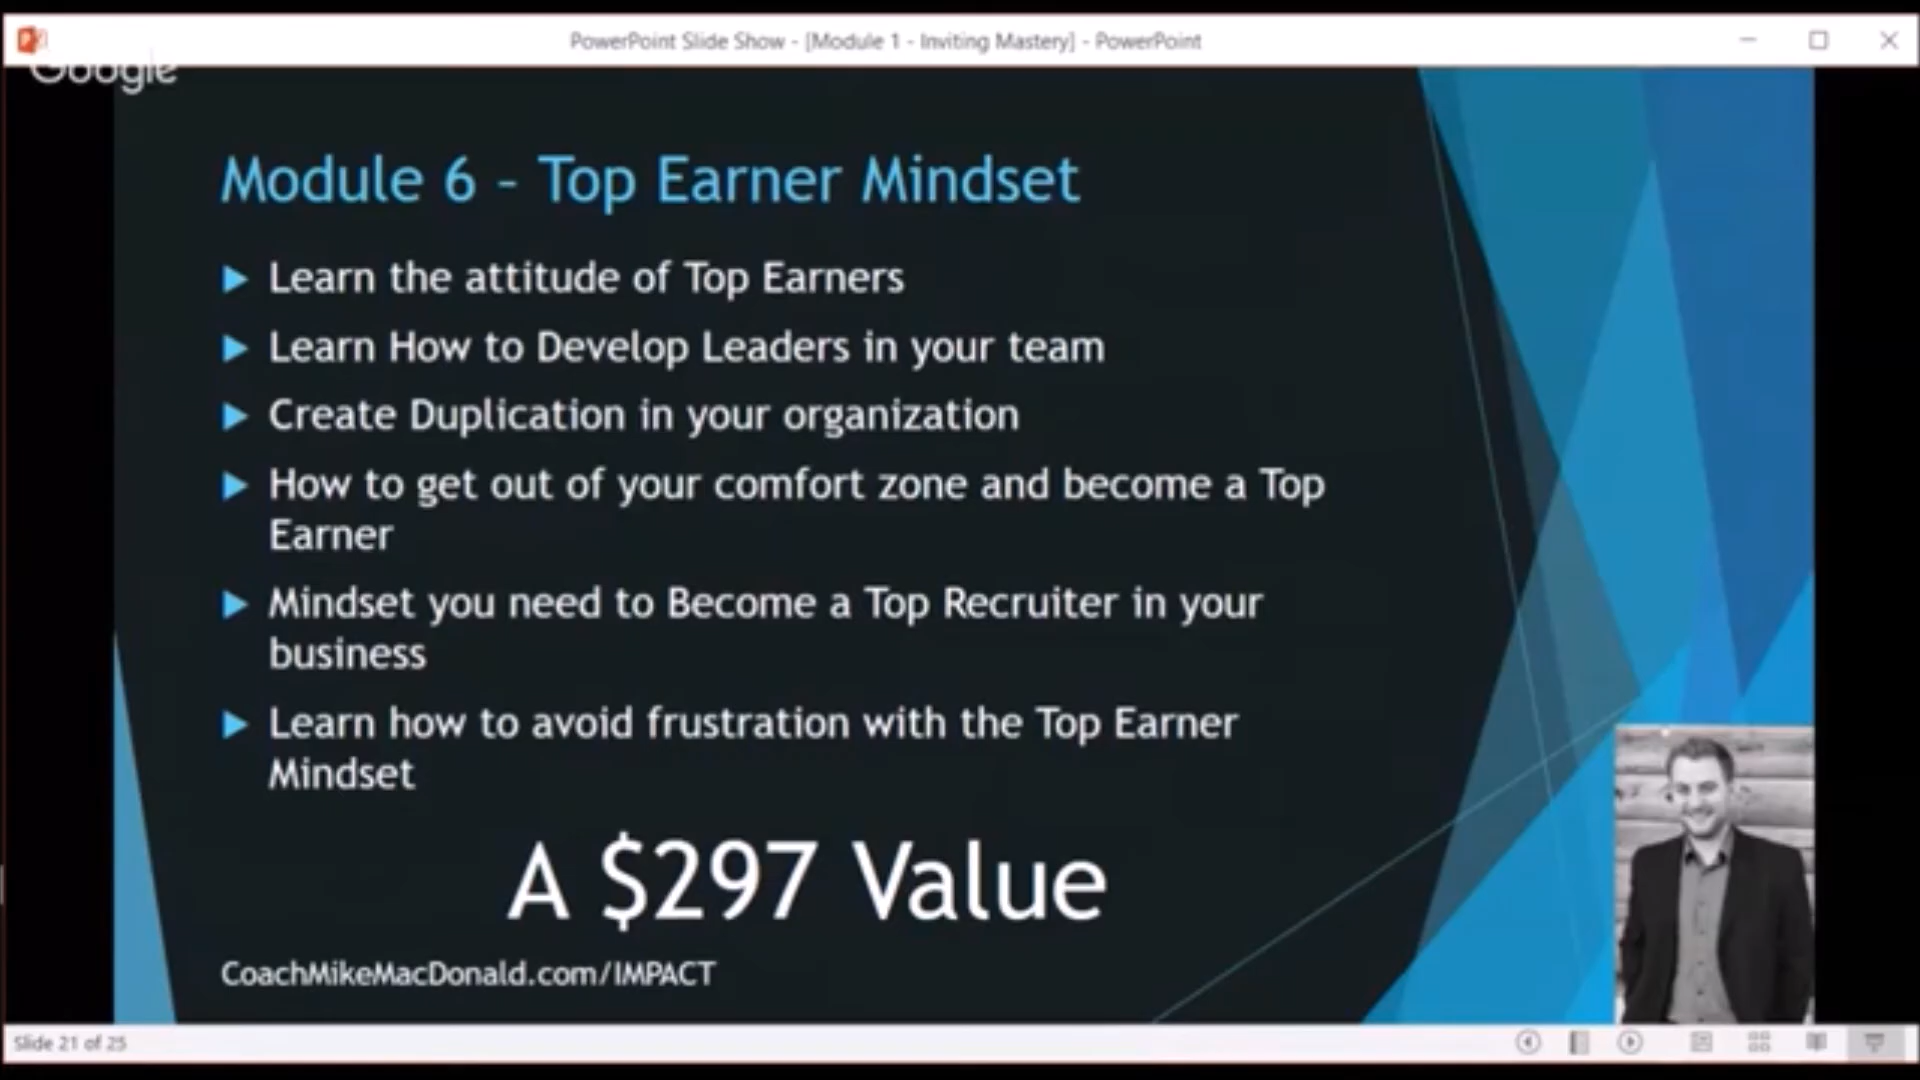 PowerPoint Slide Show - [Module 1 - Inviting Mastery] - PowerPoint
Google
Module 6 – Top Earner Mindset
Learn the attitude of Top Earners
Learn How to Develop Leaders in your team
Create Duplication in your organization
How to get out of your comfort zone and become a Top
Earner
Mindset you need to Become a Top Recruiter in your
business
Learn how to avoid frustration with the Top Earner
Mindset
A $297 Value
CoachMikeMacDonald.com/IMPACT
Slide 21 of 25